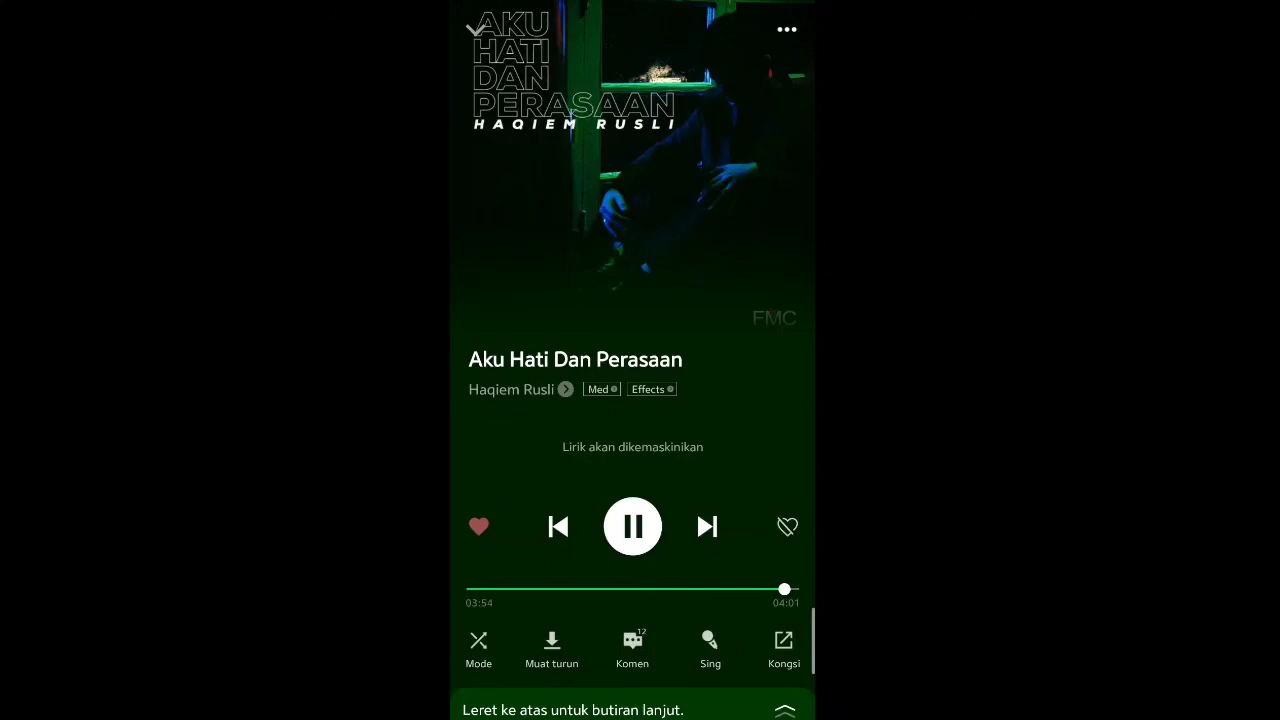 AKU
HATI
DAN
PERASAAN
HAQIEM RUSLI
FMC
Aku Hati Dan Perasaan
Haqiem Rusli
Med
Effects
Lirik akan dikemaskinikan
03:54
04:01
12
Mode
Muat turun
Komen
Sing
Kongsi
Leret ke atas untuk butiran lanjut.